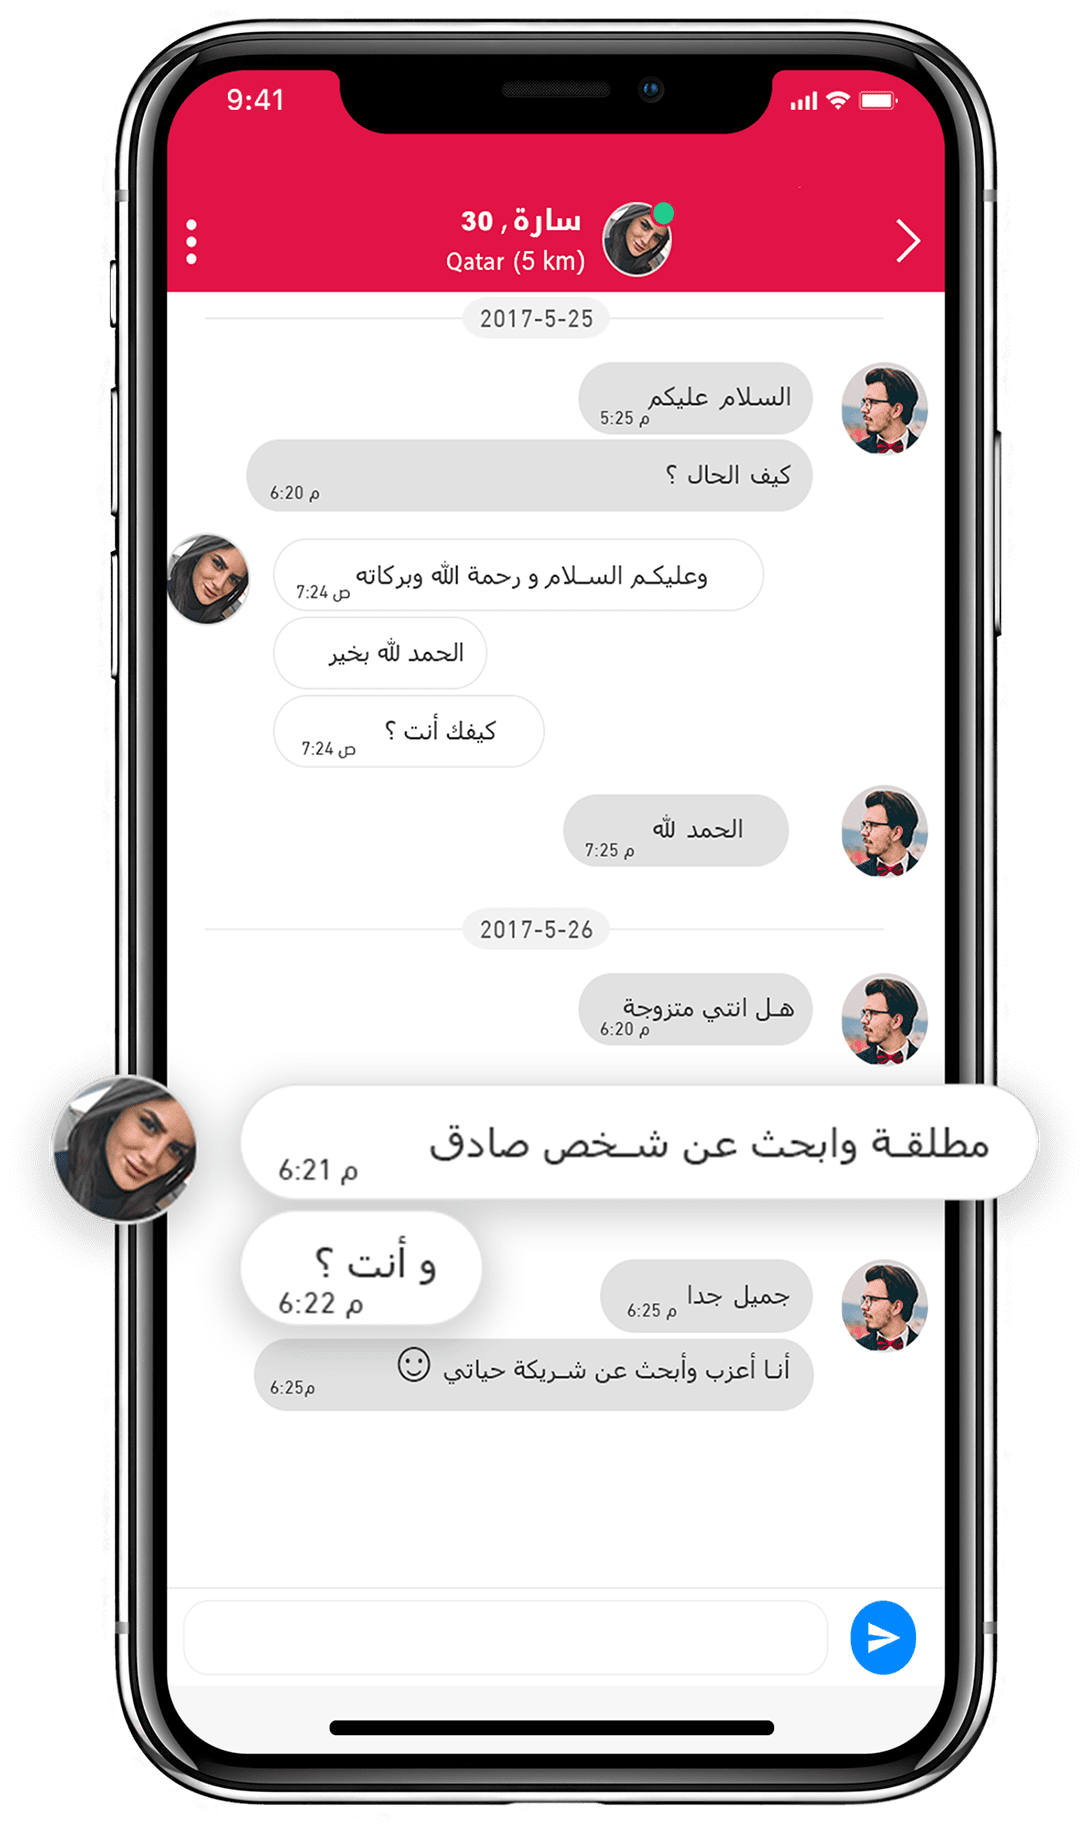 9:41
سارة , 30
Qatar (5 km)
2017-5-25
السلام عليكم
5:25 م
كيف الحال ؟
6:20 م
وعليكم السلام و رحمة الله وبركاته
7:24 ص
الحمد لله بخير
كيفك أنت ؟
7:24 ص
الحمد لله
7:25 م
2017-5-26
هل انتي متزوجة
6:20 م
مطلقة وابحث عن شخص صادق
6:21 م
و أنت ؟
6:22 م
جميل جدا
6:25 م
أنا أعزب وأبحث عن شريكة حياتي ☺
6:25م